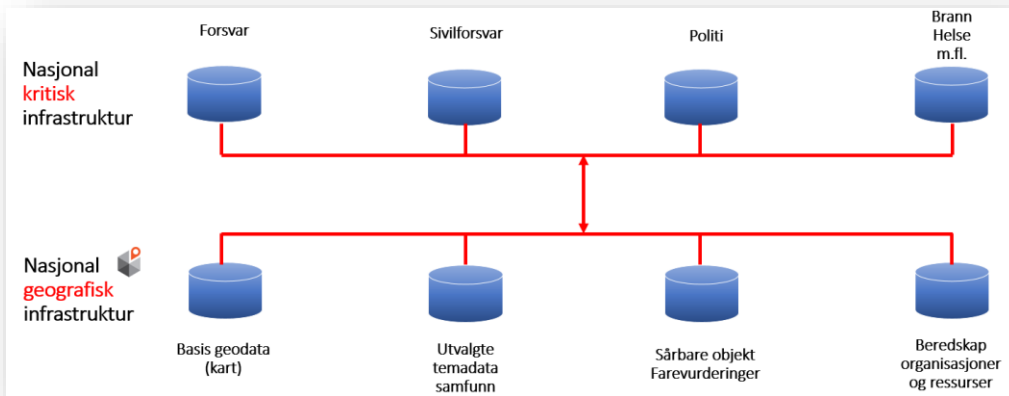 Forsvar
Sivilforsvar
Politi
Brann
Helse
m.fl.
Nasjonal
kritisk
infrastruktur
Nasjonal
geografisk
infrastruktur
Basis geodata
(kart)
Utvalgte
temadata
samfunn
Sårbare objekt
Farevurderinger
Beredskap
organisasjoner
og ressurser